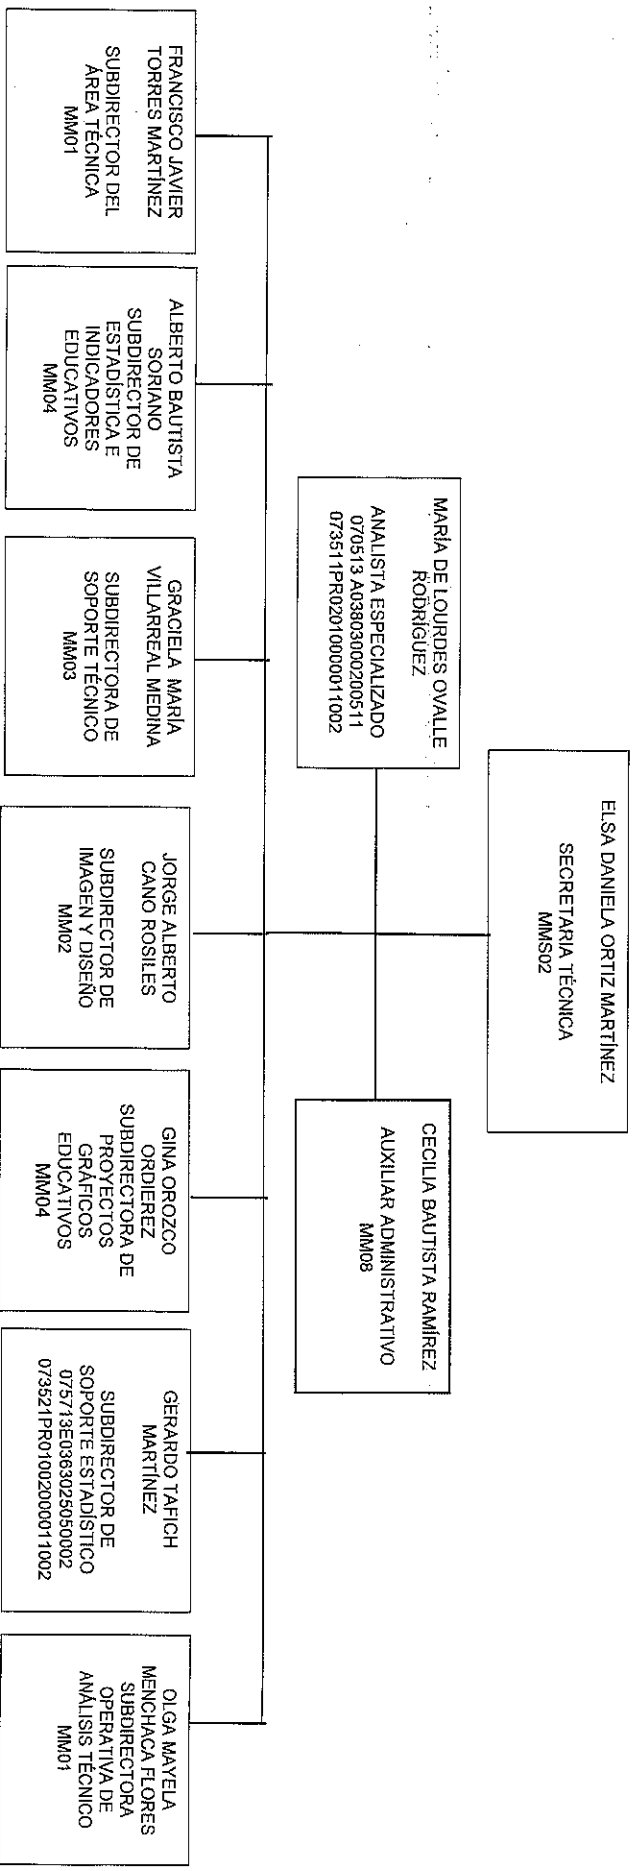 ELSA DANIELA ORTIZ MARTÍNEZ
SECRETARIA TÉCNICA
MMS02
MARÍA DE LOURDES OVALLE
RODRÍGUEZ
ANALISTA ESPECIALIZADO
070513 A03803000200511
073511PR02010000011002
CECILIA BAUTISTA RAMÍREZ
AUXILIAR ADMINISTRATIVO
MM08
FRANCISCO JAVIER
TORRES MARTÍNEZ
SUBDIRECTOR DEL
ÁREA TÉCNICA
MM01
ALBERTO BAUTISTA
SORIANO
SUBDIRECTOR DE
ESTADÍSTICA E
INDICADORES
EDUCATIVOS
MM04
GRACIELA MARÍA
VILLARREAL MEDINA
SUBDIRECTORA DE
SOPORTE TÉCNICO
MM03
JORGE ALBERTO
CANO ROSILES
SUBDIRECTOR DE
IMAGEN Y DISEÑO
MM02
GINA OROZCO
ORDIEREZ
SUBDIRECTORA DE
PROYECTOS
GRÁFICOS
EDUCATIVOS
MM04
GERARDO TAFICH
MARTÍNEZ
SUBDIRECTOR DE
SOPORTE ESTADÍSTICO
075713E0363025050002
073521PR01002000011002
OLGA MAYELA
MENCHACA FLORES
SUBDIRECTORA
OPERATIVA DE
ANÁLISIS TÉCNICO
MM01